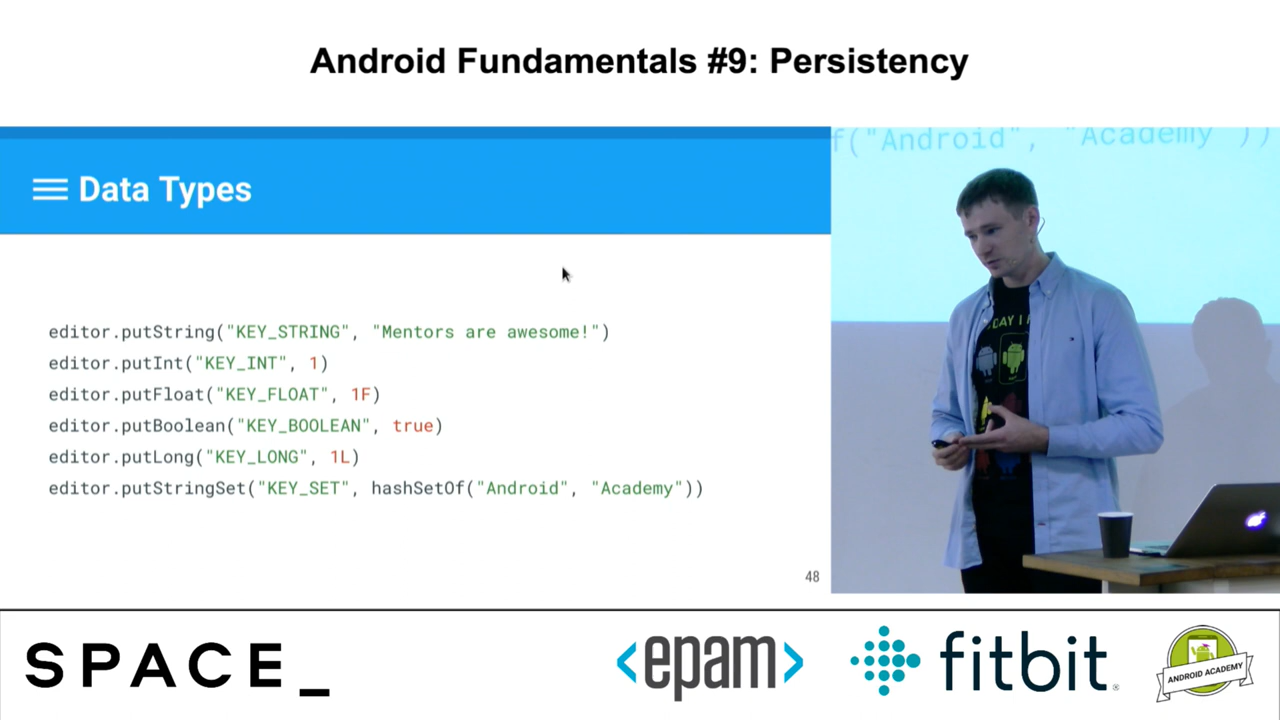 Android Fundamentals #9: Persistency
Data Types
f("Android", "Academy"))
editor.putString("KEY_STRING", "Mentors are awesome!")
editor.putInt("KEY_INT", 1)
editor.putFloat("KEY_FLOAT", 1F)
editor.putBoolean("KEY_BOOLEAN", true)
editor.putLong("KEY_LONG", 1L)
editor.putStringSet("KEY_SET", hashSetOf("Android", "Academy"))
48
SPACE_
<epam>
fitbit®
ANDROID ACADEMY